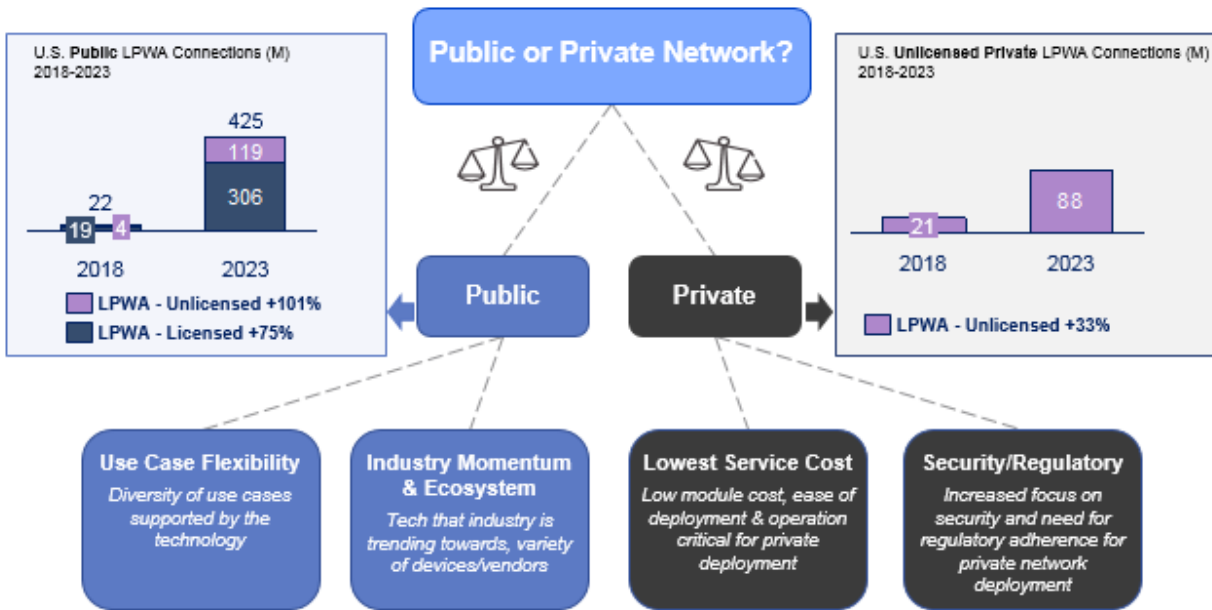 Public or Private Network?
U.S. Public LPWA Connections (M)
2018-2023
425
119
306
22
19
4
2018
2023
LPWA - Unlicensed +101%
LPWA - Licensed +75%
U.S. Unlicensed Private LPWA Connections (M)
2018-2023
88
21
2018
2023
LPWA - Unlicensed +33%
Public
Private
Use Case Flexibility
Diversity of use cases
supported by the
technology
Industry Momentum
& Ecosystem
Tech that industry is
trending towards, variety
of devices/vendors
Lowest Service Cost
Low module cost, ease of
deployment & operation
critical for private
deployment
Security/Regulatory
Increased focus on
security and need for
regulatory adherence for
private network
deployment